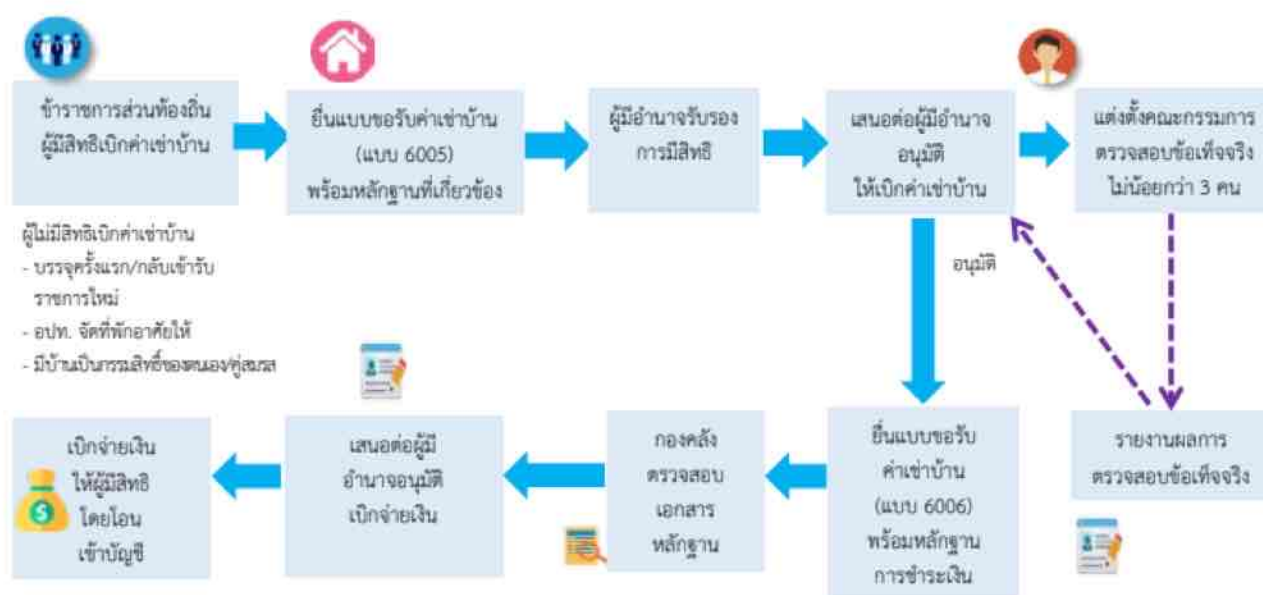 ข้าราชการส่วนท้องถิ่น
ผู้มีสิทธิเบิกค่าเช่าบ้าน
ยื่นแบบขอรับค่าเช่าบ้าน
(แบบ 6005)
พร้อมหลักฐานที่เกี่ยวข้อง
ผู้มีอำนาจรับรอง
การมีสิทธิ
เสนอต่อผู้มีอำนาจ
อนุมัติ
ให้เบิกค่าเช่าบ้าน
แต่งตั้งคณะกรรมการ
ตรวจสอบข้อเท็จจริง
ไม่น้อยกว่า 3 คน
ผู้ไม่มีสิทธิเบิกค่าเช่าบ้าน
- บรรจุครั้งแรก/กลับเข้ารับ
ราชการใหม่
- อปท. จัดที่พักอาศัยให้
- มีบ้านเป็นกรรมสิทธิ์ของตนเอง/คู่สมรส
อนุมัติ
เบิกจ่ายเงิน
ให้ผู้มีสิทธิ
โดยโอน
เข้าบัญชี
เสนอต่อผู้มี
อำนาจอนุมัติ
เบิกจ่ายเงิน
กองคลัง
ตรวจสอบ
เอกสาร
หลักฐาน
ยื่นแบบขอรับ
ค่าเช่าบ้าน
(แบบ 6006)
พร้อมหลักฐาน
การชำระเงิน
รายงานผลการ
ตรวจสอบข้อเท็จจริง